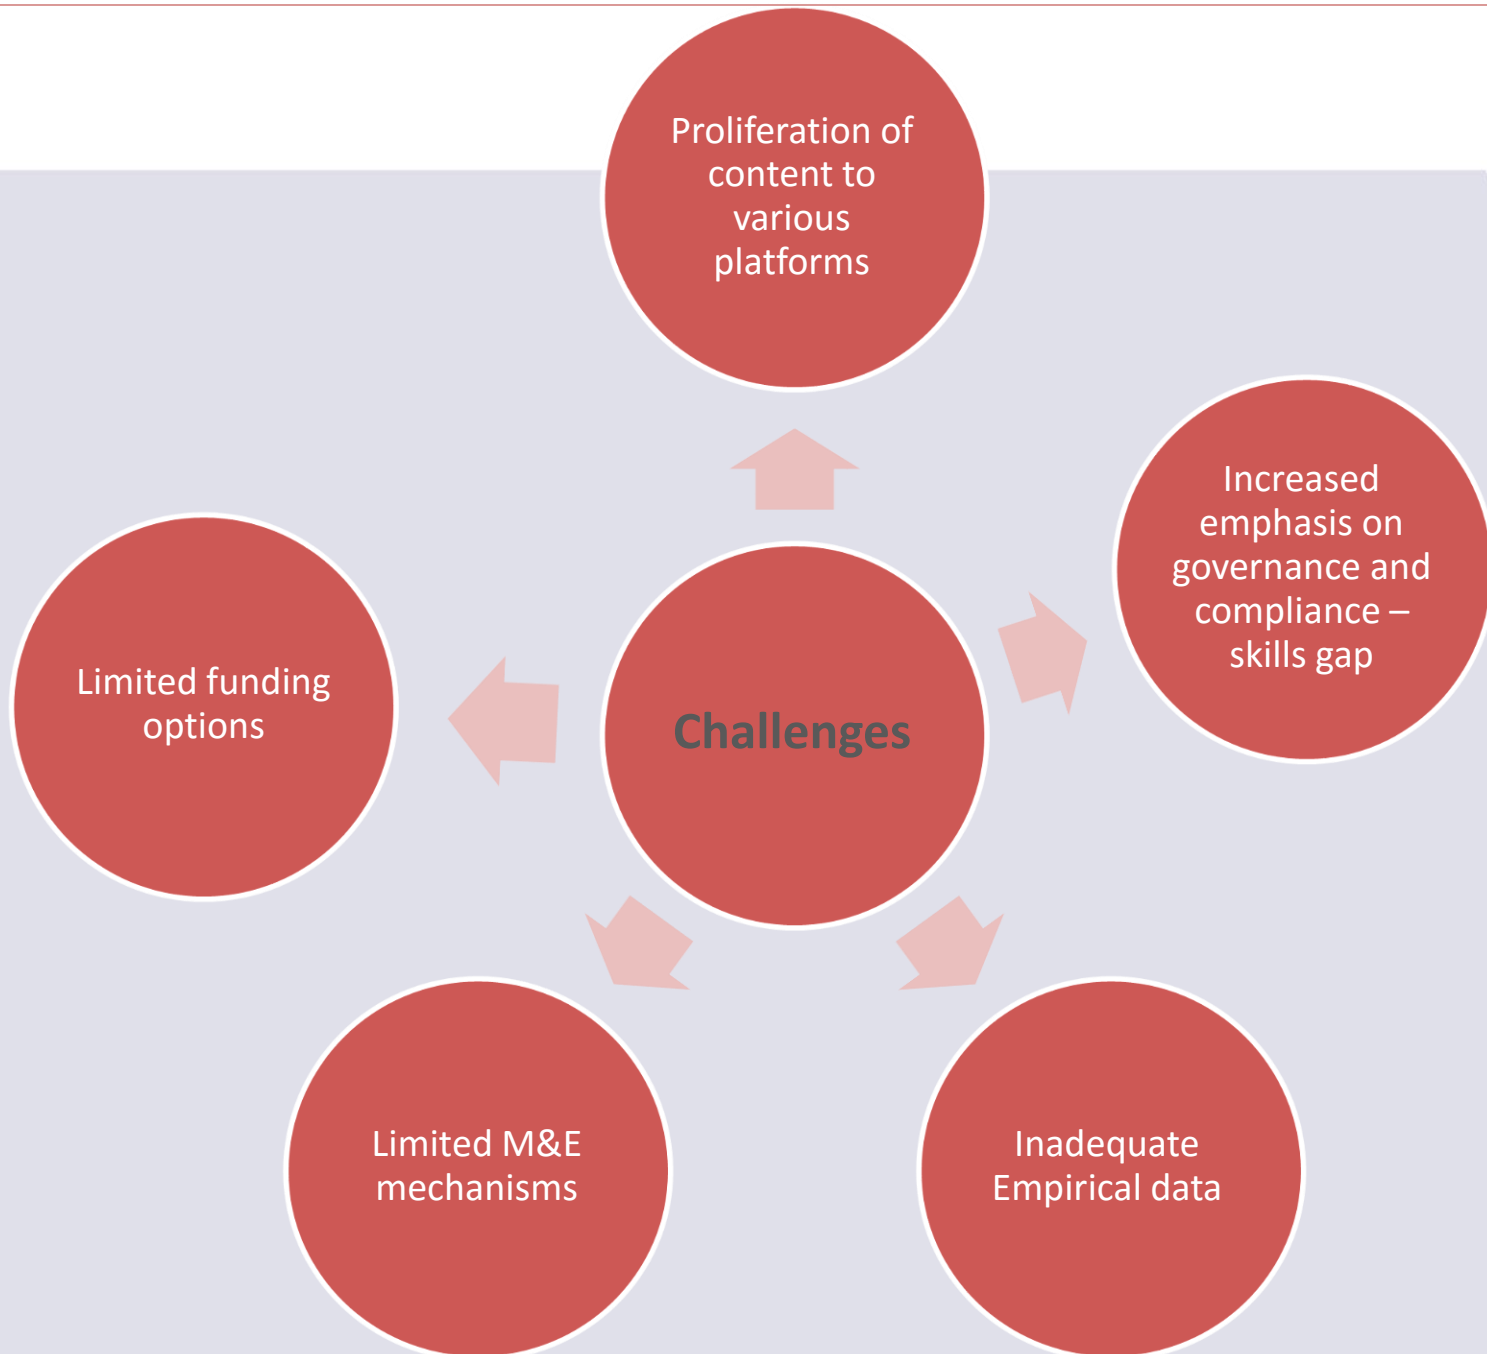 Proliferation of
content to
various
platforms
Increased
emphasis on
governance and
compliance –
skills gap
Limited funding
options
Challenges
Limited M&E
mechanisms
Inadequate
Empirical data